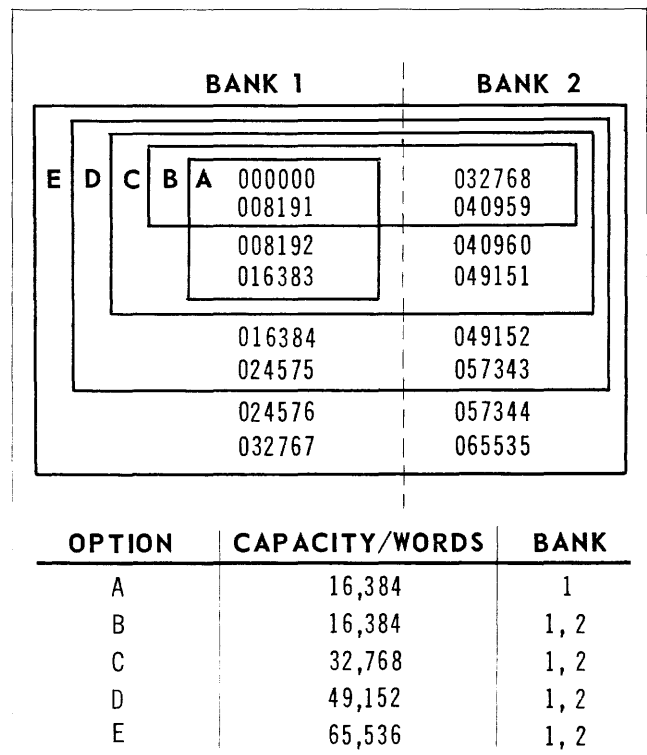 BANK 1 BANK 2
E D C B A 000000 032768
008191 040959
008192 040960
016383 049151
016384 049152
024575 057343
024576 057344
032767 065535
OPTION CAPACITY/WORDS BANK
A 16,384 1
B 16,384 1, 2
C 32,768 1, 2
D 49,152 1, 2
E 65,536 1, 2